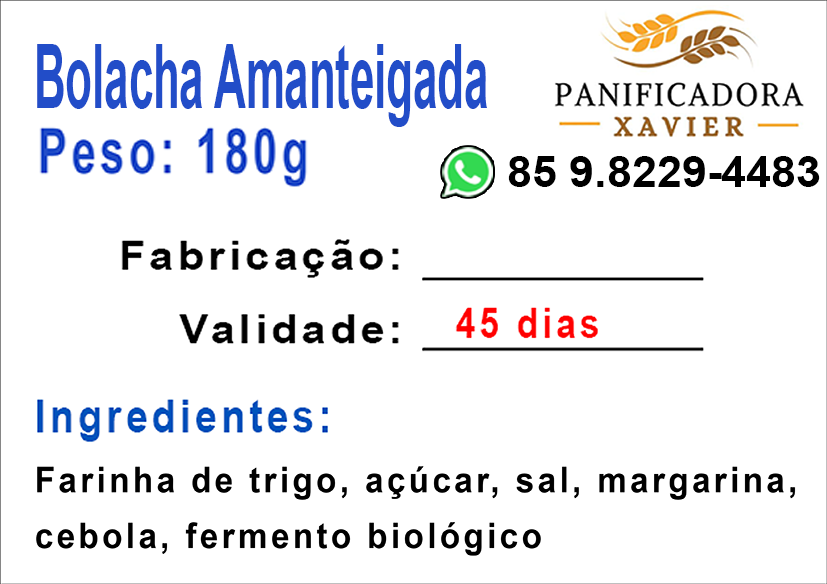 Bolacha Amanteigada
Peso: 180g
PANIFICADORA
XAVIER
85 9.8229-4483
Fabricação:
Validade: 45 dias
Ingredientes:
Farinha de trigo, açúcar, sal, margarina,
cebola, fermento biológico